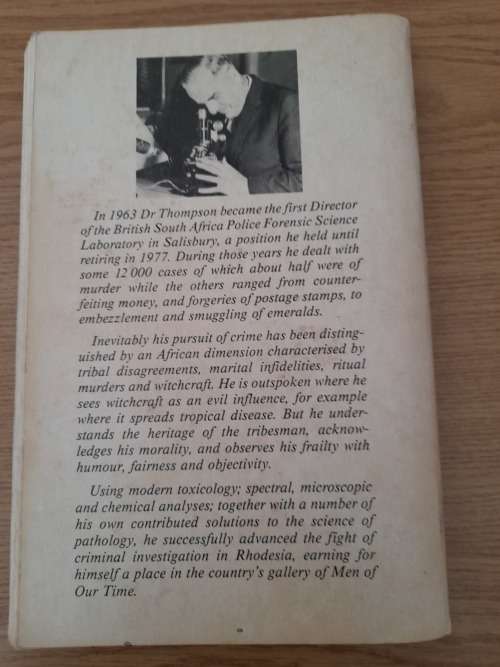 In 1963 Dr Thompson became the first Director
of the British South Africa Police Forensic Science
Laboratory in Salisbury, a position he held until
retiring in 1977. During those years he dealt with
some 12 000 cases of which about half were of
murder while the others ranged from counter-
feiting money, and forgeries of postage stamps, to
embezzlement and smuggling of emeralds.
Inevitably his pursuit of crime has been disting-
uished by an African dimension characterised by
tribal disagreements, marital infidelities, ritual
murders and witchcraft. He is outspoken where he
sees witchcraft as an evil influence, for example
where it spreads tropical disease. But he under-
stands the heritage of the tribesman, acknow-
ledges his morality, and observes his frailty with
humour, fairness and objectivity.
Using modern toxicology; spectral, microscopic
and chemical analyses; together with a number of
his own contributed solutions to the science of
pathology, he successfully advanced the fight of
criminal investigation in Rhodesia, earning for
himself a place in the country's gallery of Men of
Our Time.